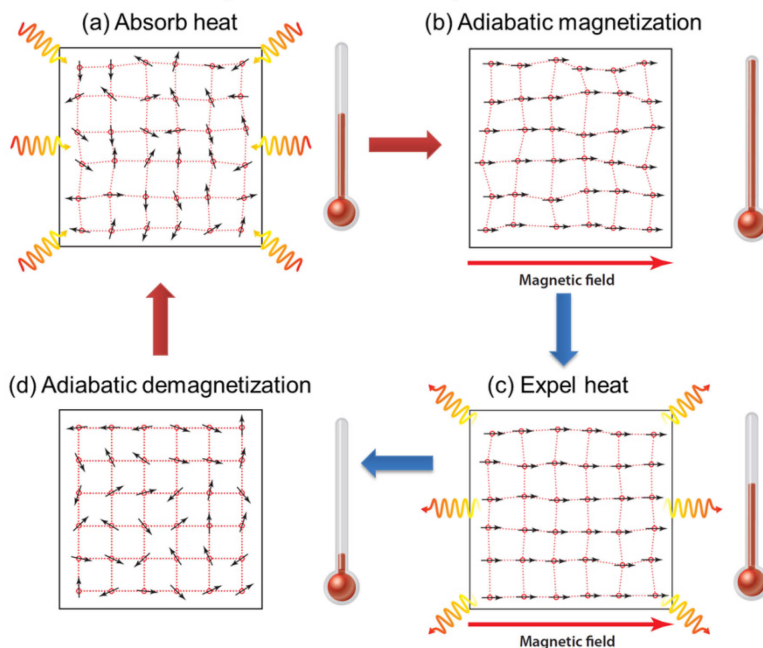 (a) Absorb heat
(b) Adiabatic magnetization
Magnetic field
(d) Adiabatic demagnetization
(c) Expel heat
Magnetic field